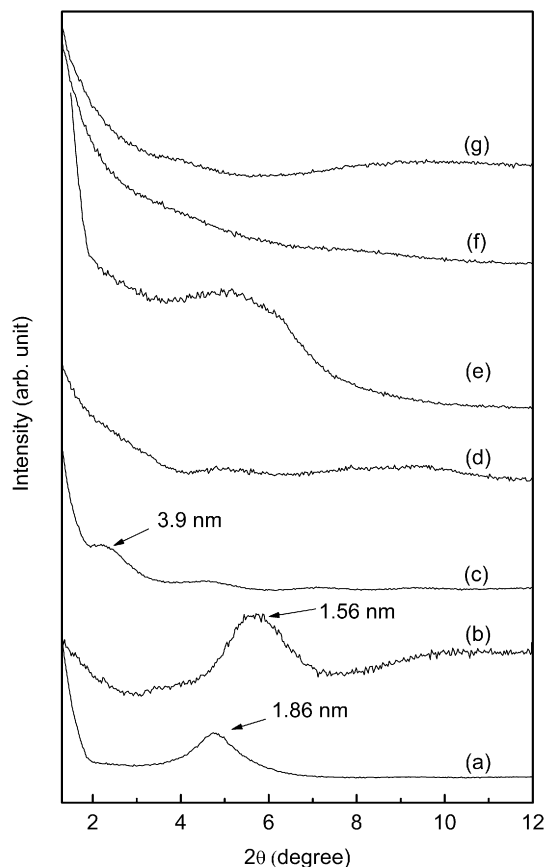 (g)
(f)
(e)
(d)
3.9 nm
(c)
1.56 nm
(b)
1.86 nm
(a)
Intensity (arb. unit)
2 4 6 8 10 12
2θ (degree)